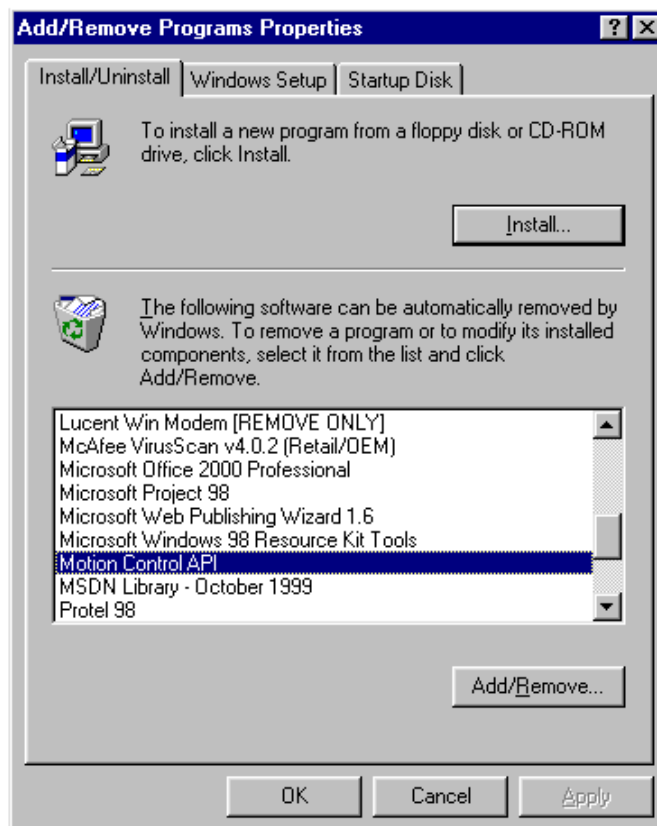 Add/Remove Programs Properties
Install/Uninstall
Windows Setup
Startup Disk
To install a new program from a floppy disk or CD-ROM
drive, click Install.
Install...
The following software can be automatically removed by
Windows. To remove a program or to modify its installed
components, select it from the list and click
Add/Remove.
Lucent Win Modem [REMOVE ONLY]
McAfee VirusScan v4.0.2 (Retail/OEM)
Microsoft Office 2000 Professional
Microsoft Project 98
Microsoft Web Publishing Wizard 1.6
Microsoft Windows 98 Resource Kit Tools
Motion Control API
MSDN Library - October 1999
Protel 98
Add/Remove...
OK
Cancel
Apply